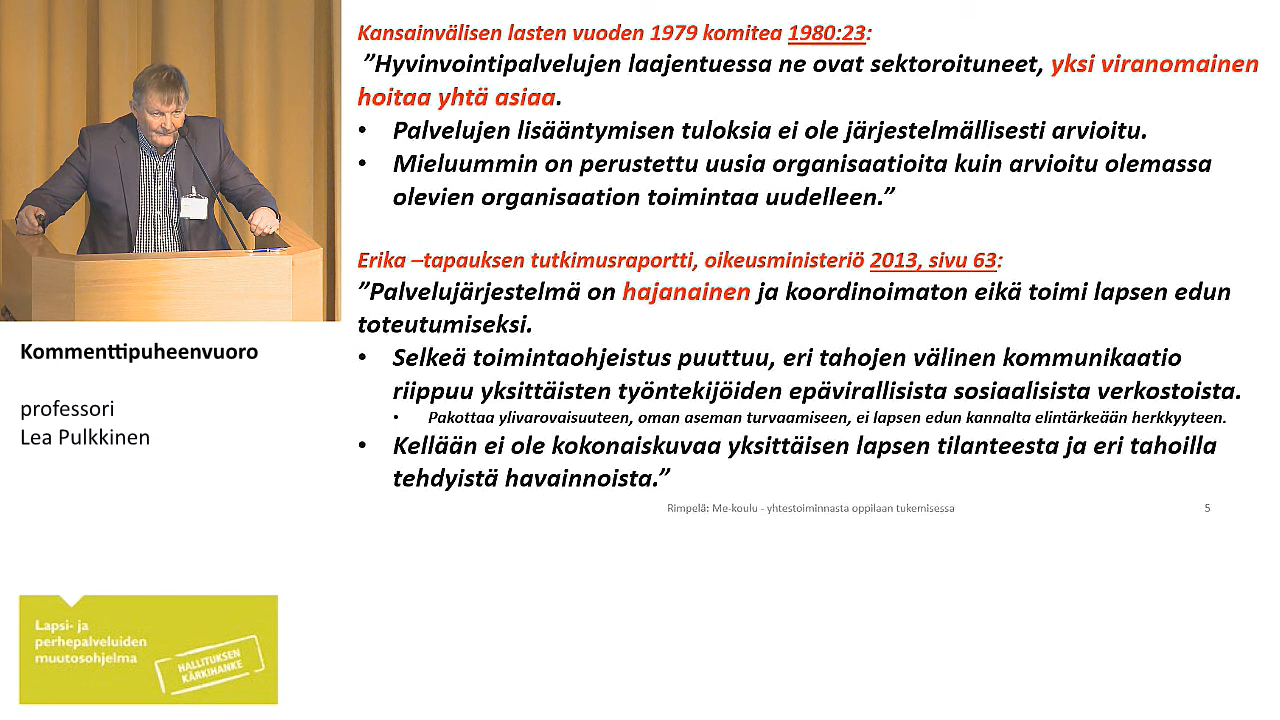 Kansainvälisen lasten vuoden 1979 komitea 1980:23:
”Hyvinvointipalvelujen laajentuessa ne ovat sektoroituneet, yksi viranomainen
hoitaa yhtä asiaa.
• Palvelujen lisääntymisen tuloksia ei ole järjestelmällisesti arvioitu.
• Mieluummin on perustettu uusia organisaatioita kuin arvioitu olemassa
olevien organisaation toimintaa uudelleen.”
Erika –tapauksen tutkimusraportti, oikeusministeriö 2013, sivu 63:
”Palvelujärjestelmä on hajanainen ja koordinoimaton eikä toimi lapsen edun
toteutumiseksi.
• Selkeä toimintaohjeistus puuttuu, eri tahojen välinen kommunikaatio
riippuu yksittäisten työntekijöiden epävirallisista sosiaalisista verkostoista.
• Pakottaa ylivarovaisuuteen, oman aseman turvaamiseen, ei lapsen edun kannalta elintärkeään herkkyyteen.
• Kellään ei ole kokonaiskuvaa yksittäisen lapsen tilanteesta ja eri tahoilla
tehdyistä havainnoista.”
Rimpelä: Me-koulu - yhtestoiminnasta oppilaan tukemisessa
5
Kommenttipuheenvuoro
professori
Lea Pulkkinen
Lapsi- ja
perhepalveluiden
muutosohjelma
HALLITUKSEN
KÄRKIHANKE